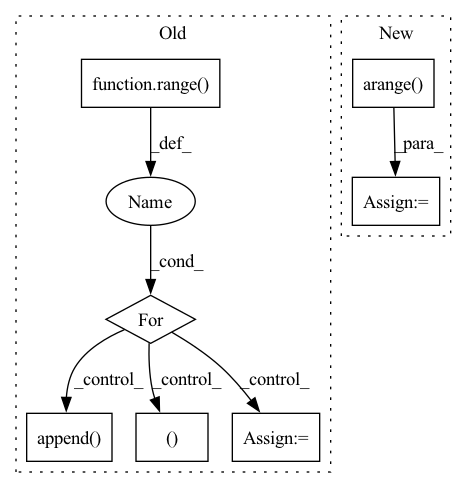 Old
New
function.range()
arange()
_def_
_para_
Name
Assign:=
_cond_
For
_control_
_control_
_control_
append()
()
Assign:=